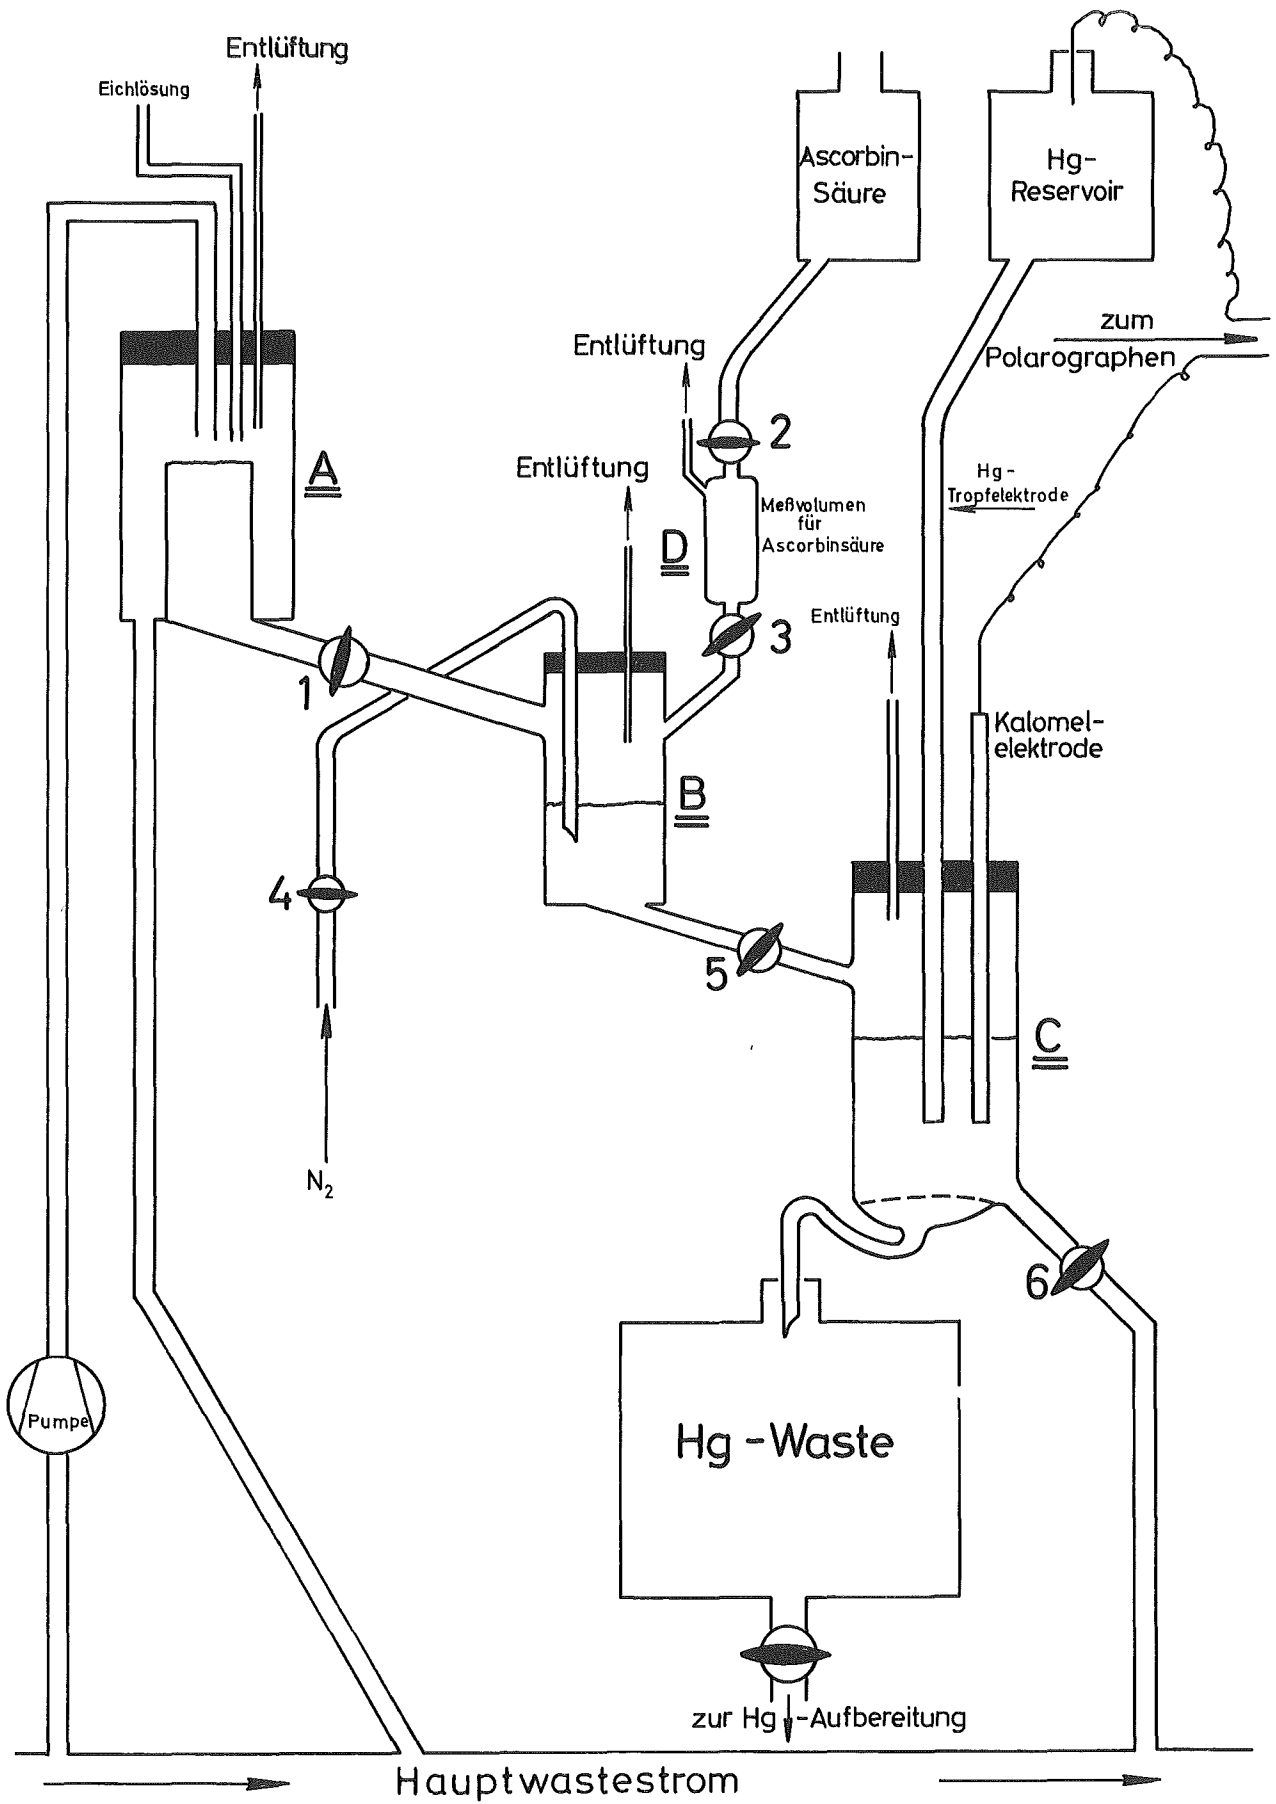 Entlüftung
Eichlösung
Ascorbin-
Säure
Hg-
Reservoir
zum
Polarographen
Entlüftung
2
A
Entlüftung
Hg-
Tropfelektrode
Meßvolumen
für
Ascorbinsäure
D
3
Entlüftung
1
Kalomel-
elektrode
B
4
5
C
N2
6
Pumpe
Hg-Waste
zur Hg-Aufbereitung
Hauptwastestrom